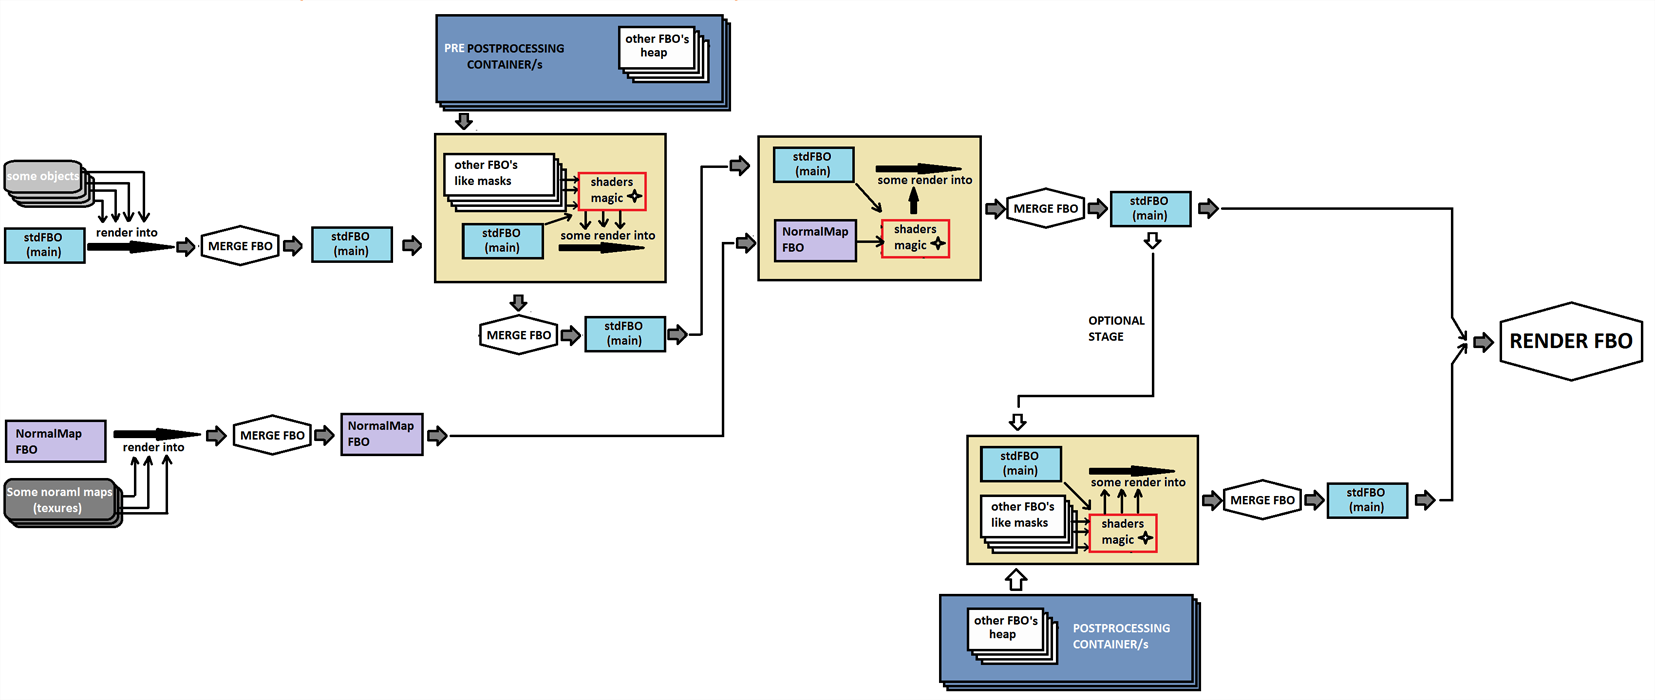 PRE POSTPROCESSING
CONTAINER/s
other FBO's
heap
some objects
render into
stdFBO
(main)
MERGE FBO
stdFBO
(main)
other FBO's
like masks
shaders
magic
stdFBO
(main)
some render into
MERGE FBO
stdFBO
(main)
NormalMap
FBO
render into
Some noraml maps
(texures)
MERGE FBO
NormalMap
FBO
stdFBO
(main)
some render into
NormalMap
FBO
shaders
magic
MERGE FBO
stdFBO
(main)
OPTIONAL
STAGE
stdFBO
(main)
some render into
other FBO's
like masks
shaders
magic
other FBO's
heap
POSTPROCESSING
CONTAINER/s
MERGE FBO
stdFBO
(main)
RENDER FBO